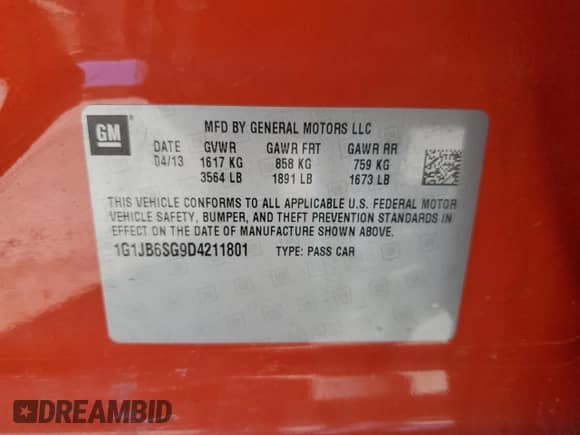 GM
MFD BY GENERAL MOTORS LLC
DATE GVWR GAWR FRT GAWR RR
04/13 1617 KG 858 KG 759 KG
3564 LB 1891 LB 1673 LB
THIS VEHICLE CONFORMS TO ALL APPLICABLE U.S. FEDERAL MOTOR
VEHICLE SAFETY, BUMPER, AND THEFT PREVENTION STANDARDS IN
EFFECT ON THE DATE OF MANUFACTURE SHOWN ABOVE.
1G1JB6SG9D4211801 TYPE: PASS CAR
DREAMBID